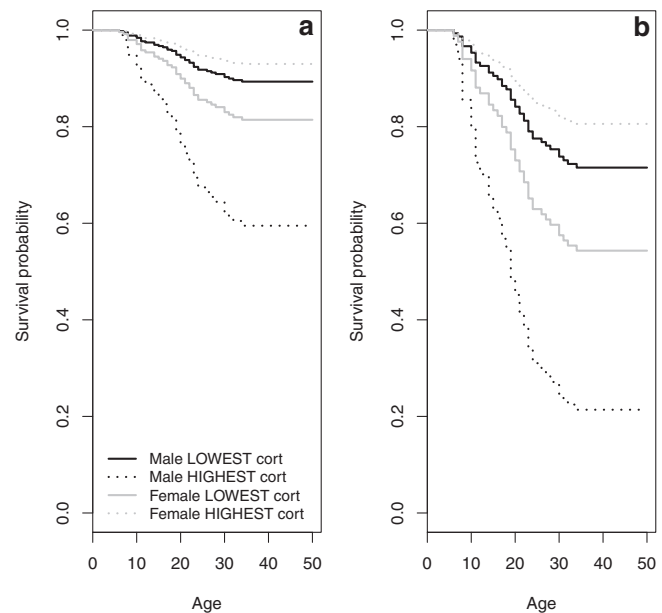 a
Survival probability
1.0
0.8
0.6
0.4
0.2
0.0
Male LOWEST cort
Male HIGHEST cort
Female LOWEST cort
Female HIGHEST cort
0 10 20 30 40 50
Age
b
Survival probability
1.0
0.8
0.6
0.4
0.2
0.0
0 10 20 30 40 50
Age